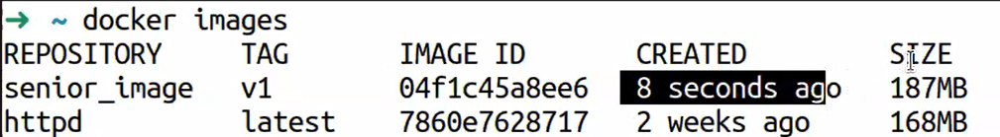 → ~ docker images
REPOSITORY TAG IMAGE ID CREATED SIZE
senior_image v1 04f1c45a8ee6 8 seconds ago 187MB
httpd latest 7860e7628717 2 weeks ago 168MB